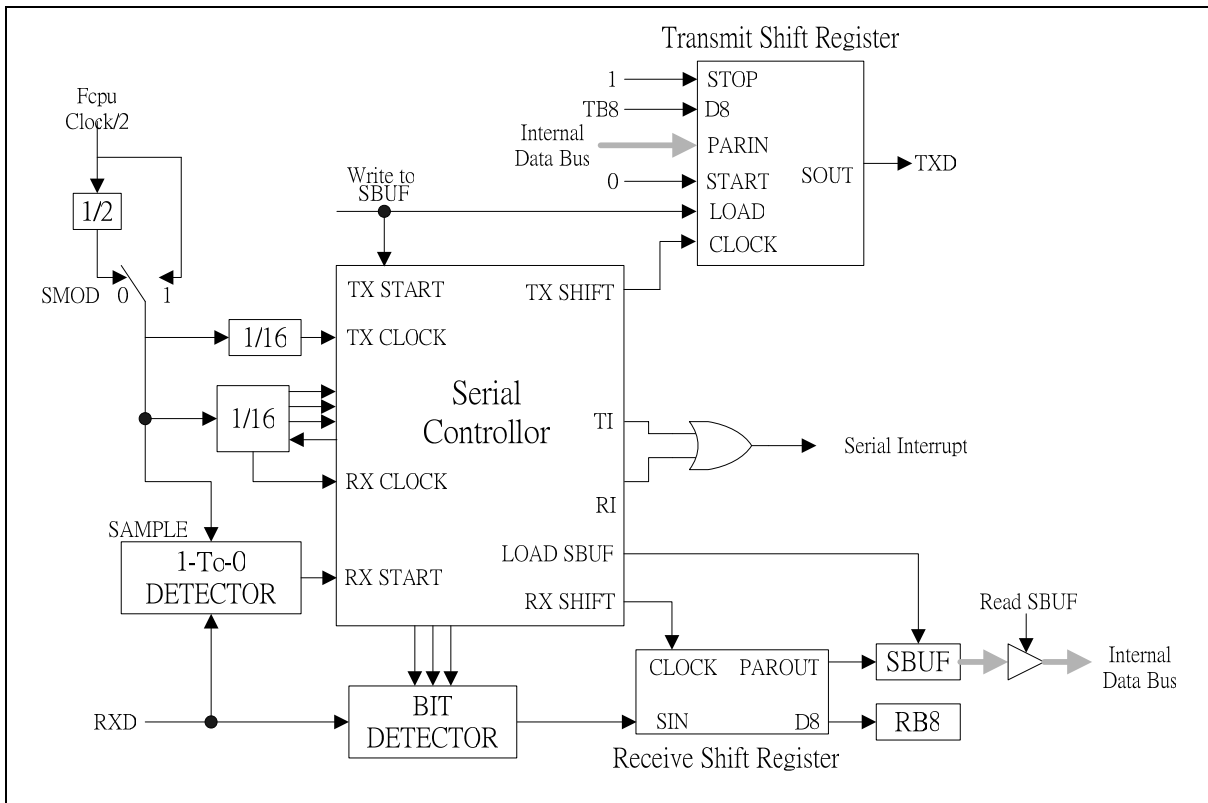 Transmit Shift Register
1
STOP
TB8
D8
Internal
Data Bus
PARIN
0
START
SOUT
TXD
LOAD
CLOCK
Fcpu
Clock/2
1/2
SMOD 0 1
Write to
SBUF
TX START
TX SHIFT
1/16
TX CLOCK
1/16
Serial
Controllor
TI
Serial Interrupt
RX CLOCK
RI
SAMPLE
1-To-0
DETECTOR
RX START
LOAD SBUF
RX SHIFT
Read SBUF
CLOCK
PAROUT
SBUF
Internal
Data Bus
RXD
BIT
DETECTOR
SIN
D8
RB8
Receive Shift Register